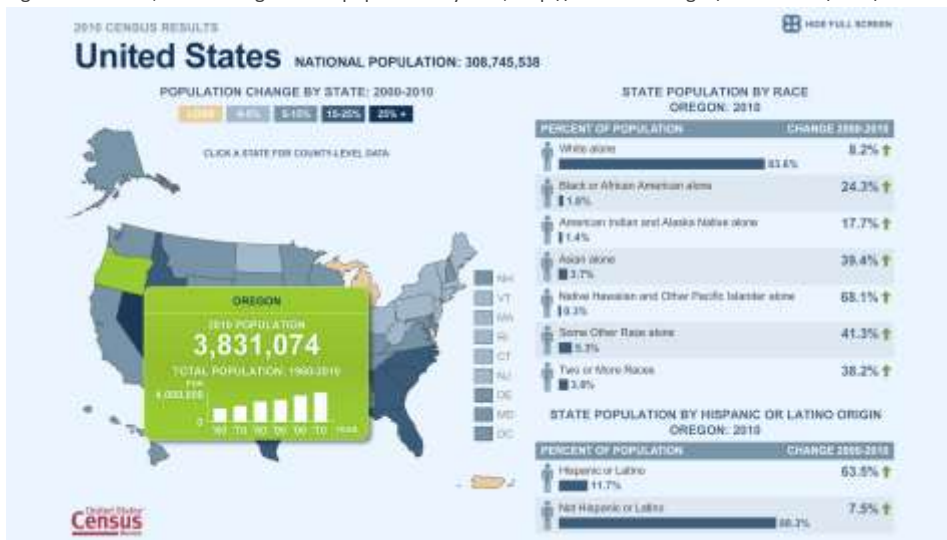 2010 CENSUS RESULTS
HIDE FULL SCREEN
United States NATIONAL POPULATION: 308,745,538
POPULATION CHANGE BY STATE: 2000-2010
LOSS 0-5% 5-15% 15-25% 25% +
CLICK A STATE FOR COUNTY-LEVEL DATA
OREGON
2010 POPULATION
3,831,074
TOTAL POPULATION: 1960-2010
POP.
4,000,000
0
'60 '70 '80 '90 '00 '10 YEAR
NH
VT
MA
RI
CT
NJ
DE
MD
DC
United States
Census
Bureau
STATE POPULATION BY RACE
OREGON: 2010
PERCENT OF POPULATION CHANGE 2000-2010
White alone 8.2%
83.6%
Black or African American alone 24.3%
1.8%
American Indian and Alaska Native alone 17.7%
1.4%
Asian alone 39.4%
3.7%
Native Hawaiian and Other Pacific Islander alone 68.1%
0.3%
Some Other Race alone 41.3%
5.3%
Two or More Races 38.2%
3.8%
STATE POPULATION BY HISPANIC OR LATINO ORIGIN
OREGON: 2010
PERCENT OF POPULATION CHANGE 2000-2010
Hispanic or Latino 63.5%
11.7%
Not Hispanic or Latino 7.5%
88.3%